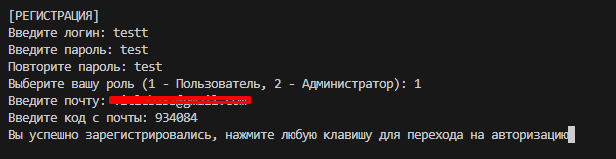 [РЕГИСТРАЦИЯ]
Введите логин: testt
Введите пароль: test
Повторите пароль: test
Выберите вашу роль (1 - Пользователь, 2 - Администратор): 1
Введите почту:
Введите код с почты: 934084
Вы успешно зарегистрировались, нажмите любую клавишу для перехода на авторизацию